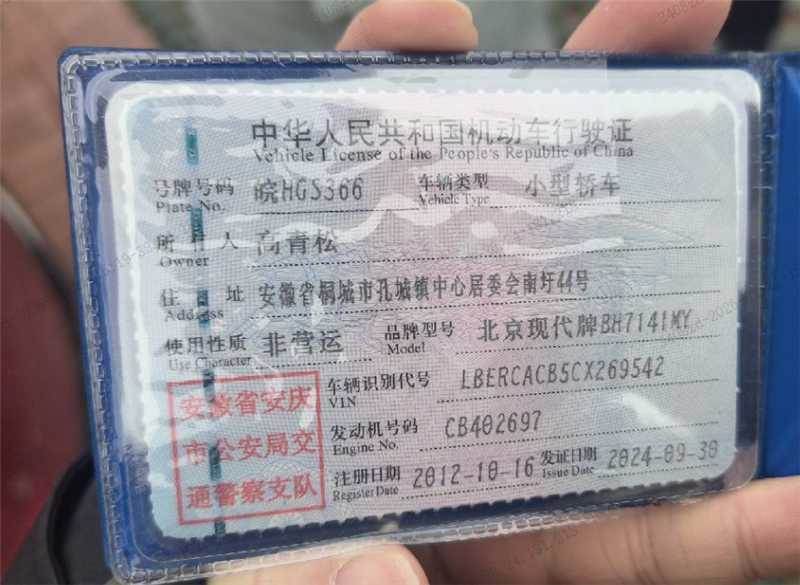 中华人民共和国机动车行驶证
Vehicle License of the People's Republic of China
号牌号码 皖HGS366 车辆类型 小型轿车
Plate No. Vehicle Type
所有人 高青松
Owner
住址 安徽省桐城市孔城镇中心居委会南圩44号
Address
使用性质 非营运 品牌型号 北京现代牌BH7141MY
Use Character Model
车辆识别代号 LBERCACB5CX269542
VIN
发动机号码 CB402697
Engine No.
注册日期 2012-10-16 发证日期 2024-09-30
Register Date Issue Date
安徽省安庆
市公安局交
通警察支队